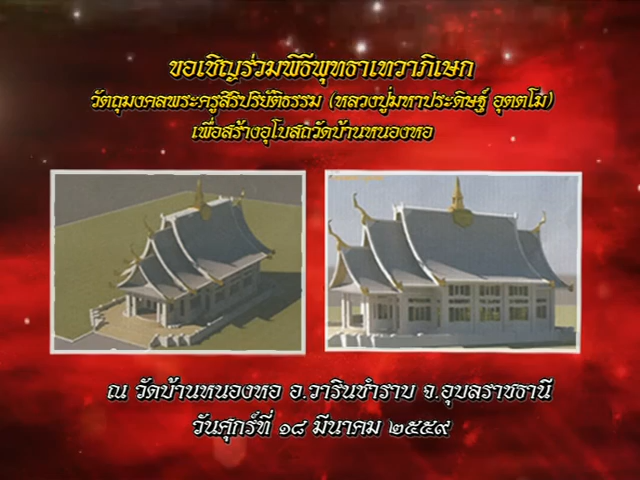 ขอเชิญร่วมพิธีพุทธาเทวาภิเษก
วัตถุมงคลพระครูสิริปริยัติธรรม (หลวงปู่มหาประดิษฐ์ อุตตโม)
เพื่อสร้างอุโบสถวัดบ้านหนองหอ
ณ วัดบ้านหนองหอ อ.วารินชำราบ จ.อุบลราชธานี
วันศุกร์ที่ ๑๘ มีนาคม ๒๕๕๙